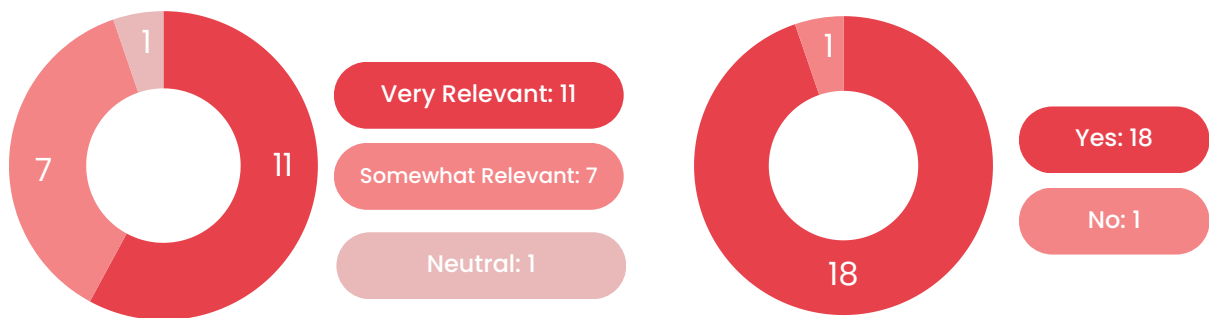 1
7
11
Very Relevant: 11
Somewhat Relevant: 7
Neutral: 1
1
18
Yes: 18
No: 1